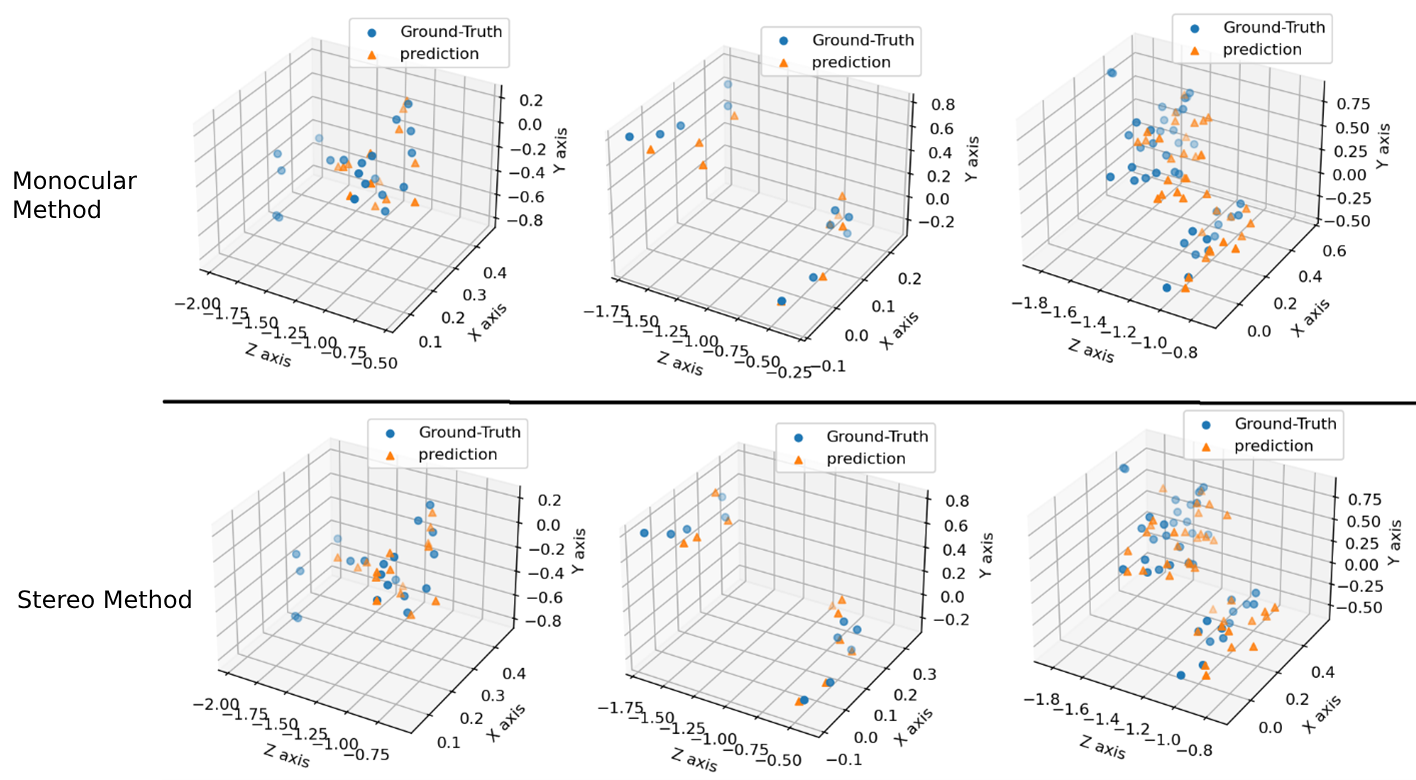 Monocular
Method
Ground-Truth
prediction
0.2
0.0
−0.2
−0.4
−0.6
−0.8
Y axis
−2.00
−1.75
−1.50
−1.25
−1.00
−0.75
−0.50
Z axis
0.1
0.2
0.3
0.4
X axis
Ground-Truth
prediction
0.8
0.6
0.4
0.2
0.0
−0.2
Y axis
−1.75
−1.50
−1.25
−1.00
−0.75
−0.50
−0.25
Z axis
−0.1
0.0
0.1
0.2
X axis
Ground-Truth
prediction
0.75
0.50
0.25
0.00
−0.25
−0.50
Y axis
−1.8
−1.6
−1.4
−1.2
−1.0
−0.8
Z axis
0.0
0.2
0.4
0.6
X axis
Stereo Method
Ground-Truth
prediction
0.2
0.0
−0.2
−0.4
−0.6
−0.8
Y axis
−2.00
−1.75
−1.50
−1.25
−1.00
−0.75
Z axis
0.1
0.2
0.3
0.4
X axis
Ground-Truth
prediction
0.8
0.6
0.4
0.2
0.0
−0.2
Y axis
−1.75
−1.50
−1.25
−1.00
−0.75
−0.50
Z axis
−0.1
0.0
0.1
0.2
0.3
X axis
Ground-Truth
prediction
0.75
0.50
0.25
0.00
−0.25
−0.50
Y axis
−1.8
−1.6
−1.4
−1.2
−1.0
−0.8
Z axis
0.0
0.2
0.4
X axis